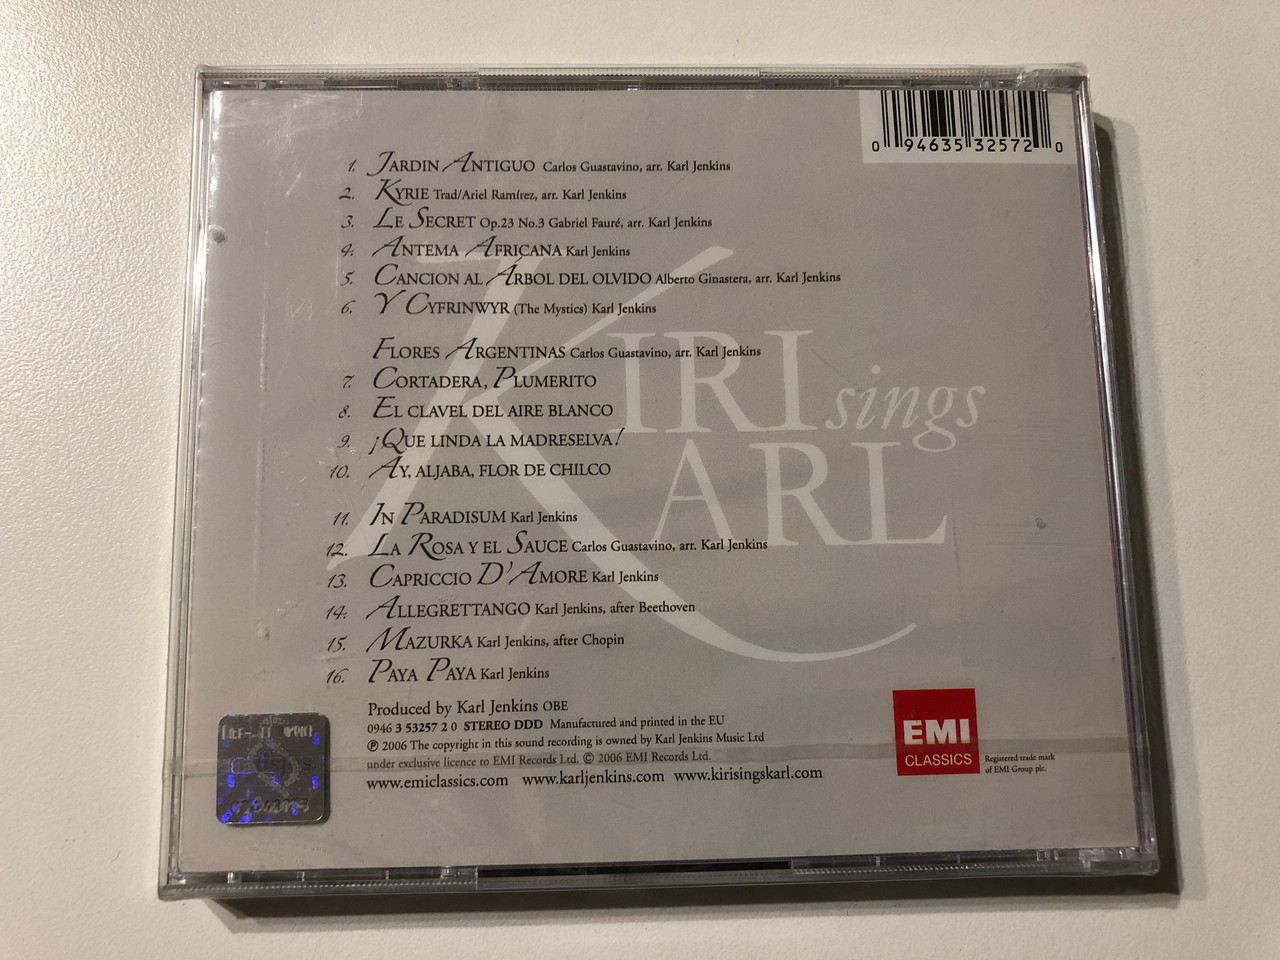 0 94635 32572 0
1. JARDIN ANTIGUO Carlos Guastavino, arr. Karl Jenkins
2. KYRIE Trad/Ariel Ramírez, arr. Karl Jenkins
3. LE SECRET Op.23 No.3 Gabriel Fauré, arr. Karl Jenkins
4. ANTEMA AFRICANA Karl Jenkins
5. CANCION AL ÁRBOL DEL OLVIDO Alberto Ginastera, arr. Karl Jenkins
6. Y CYFRINWYR (The Mystics) Karl Jenkins
FLORES ARGENTINAS Carlos Guastavino, arr. Karl Jenkins
7. CORTADERA, PLUMERITO
8. EL CLAVEL DEL AIRE BLANCO
9. ¡QUE LINDA LA MADRESELVA!
10. AY, ALJABA, FLOR DE CHILCO
11. IN PARADISUM Karl Jenkins
12. LA ROSA Y EL SAUCE Carlos Guastavino, arr. Karl Jenkins
13. CAPRICCIO D'AMORE Karl Jenkins
14. ALLEGRETTANGO Karl Jenkins, after Beethoven
15. MAZURKA Karl Jenkins, after Chopin
16. PAYA PAYA Karl Jenkins
KIRI sings
KARL
Produced by Karl Jenkins OBE
0946 3 53257 2 0 STEREO DDD Manufactured and printed in the EU
℗ 2006 The copyright in this sound recording is owned by Karl Jenkins Music Ltd
under exclusive licence to EMI Records Ltd. © 2006 EMI Records Ltd.
www.emiclassics.com www.karljenkins.com www.kirisingskarl.com
EMI
CLASSICS
Registered trade mark
of EMI Group plc.